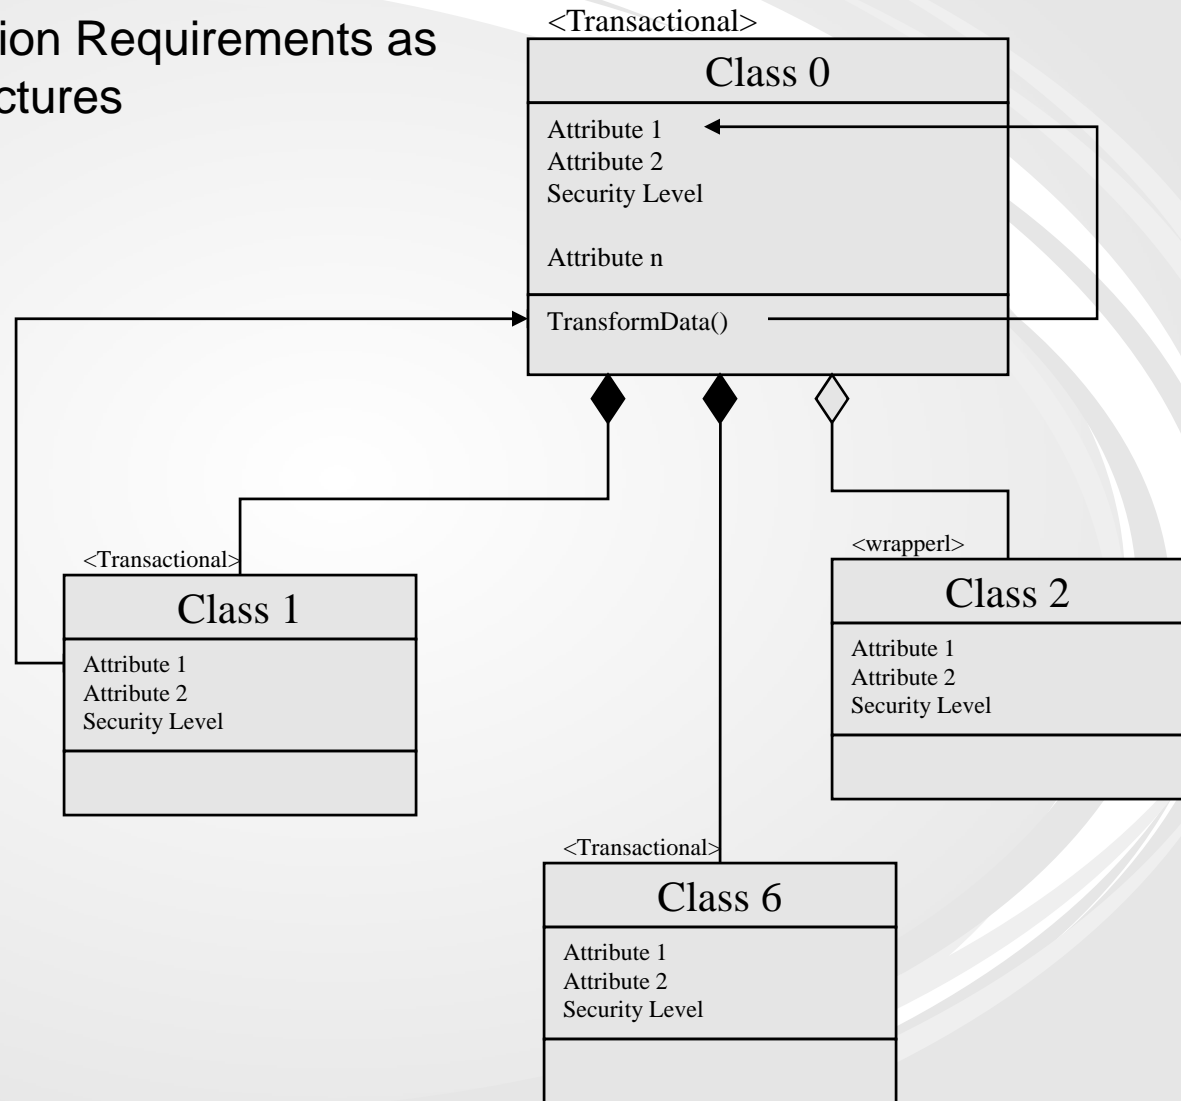 ion Requirements as
ctures
<Transactional>
Class 0
Attribute 1
Attribute 2
Security Level
Attribute n
TransformData()
<Transactional>
Class 1
Attribute 1
Attribute 2
Security Level
<wrapperl>
Class 2
Attribute 1
Attribute 2
Security Level
<Transactional>
Class 6
Attribute 1
Attribute 2
Security Level